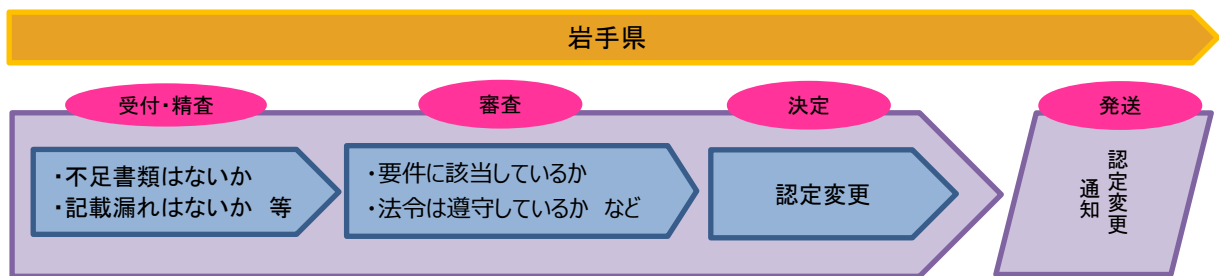 岩手県
受付・精査
審査
決定
発送
・不足書類はないか
・記載漏れはないか　等
・要件に該当しているか
・法令は遵守しているか　など
認定変更
認定変更
通知